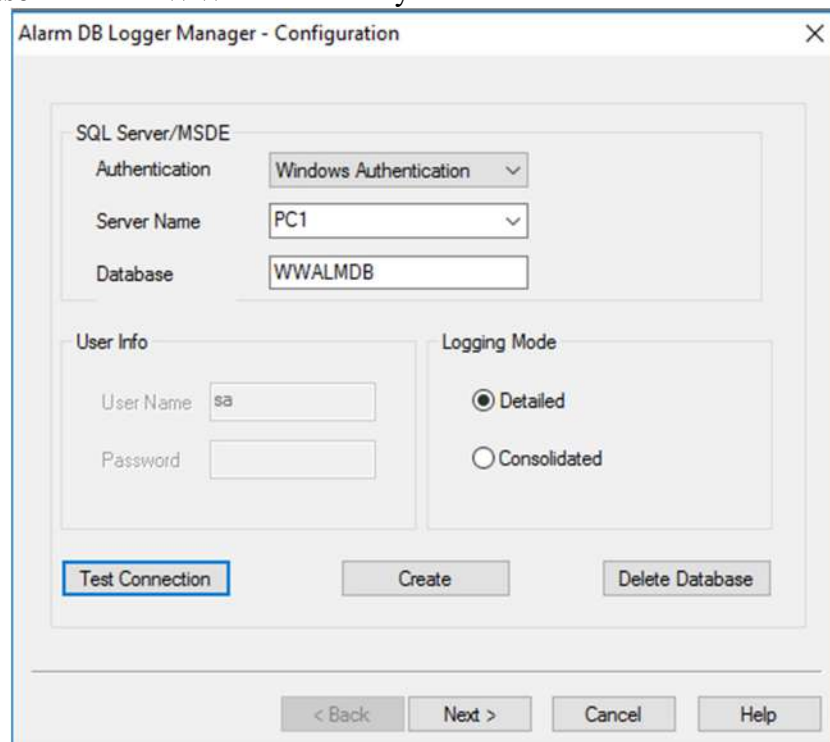 Alarm DB Logger Manager - Configuration
SQL Server/MSDE
Authentication
Windows Authentication
Server Name
PC1
Database
WWALMDB
User Info
User Name
sa
Password
Logging Mode
Detailed
Consolidated
Test Connection
Create
Delete Database
< Back
Next >
Cancel
Help